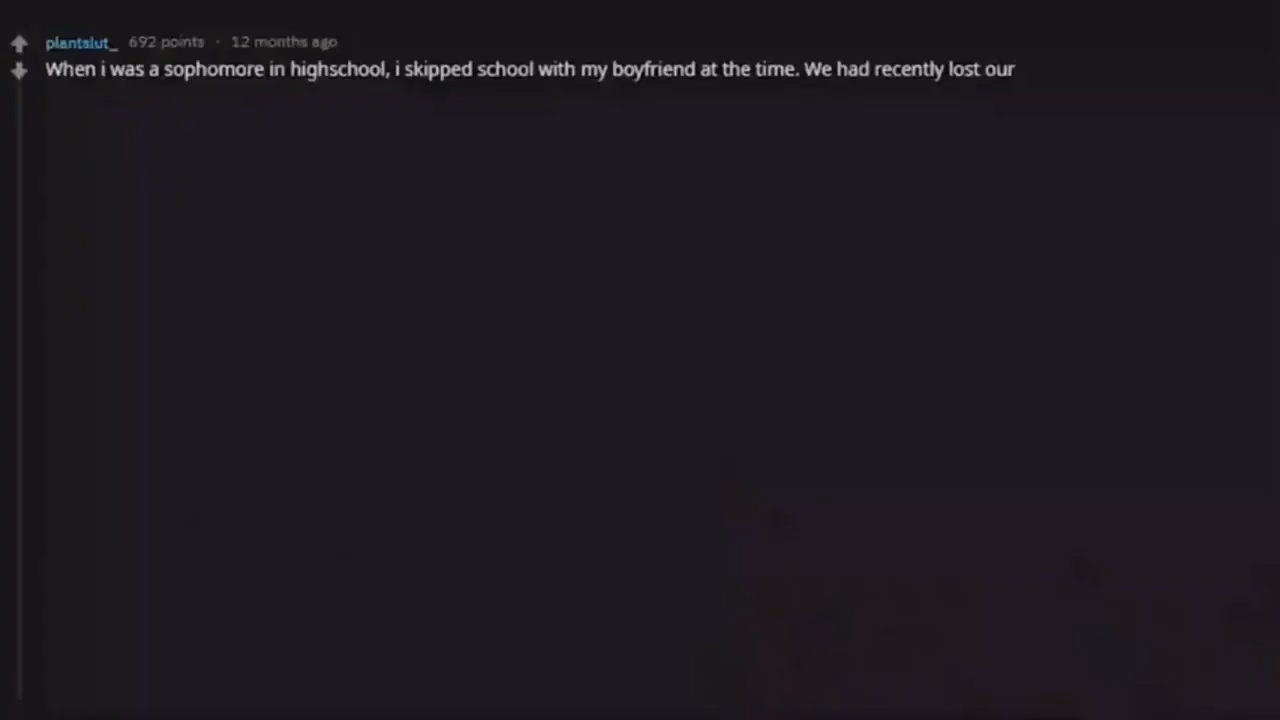 plantslut_ 692 points · 12 months ago
When i was a sophomore in highschool, i skipped school with my boyfriend at the time. We had recently lost our